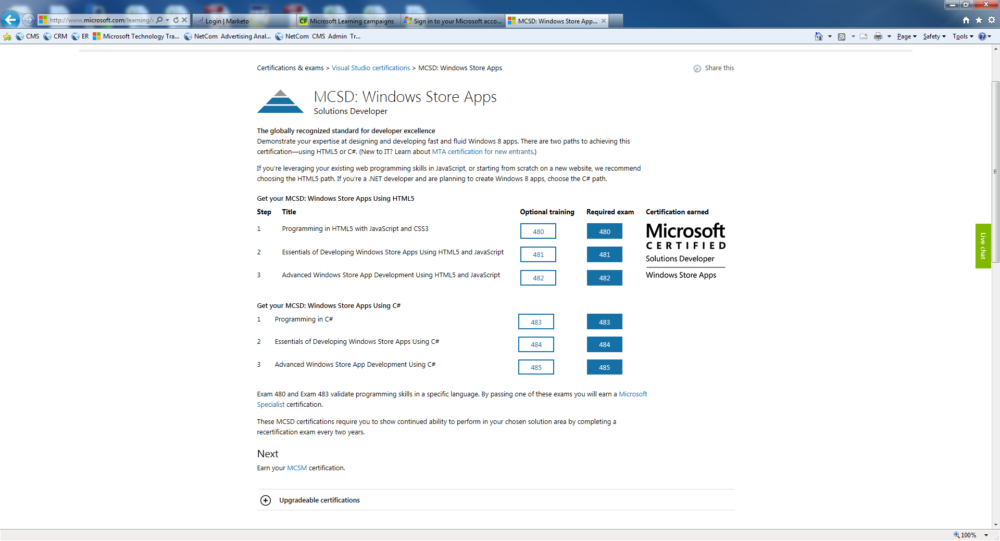 http://www.microsoft.com/learning/
Login | Marketo
CF Microsoft Learning campaigns
Sign in to your Microsoft acco...
MCSD: Windows Store App...
CMS CRM ER Microsoft Technology Tra... NetCom Advertising Anal... NetCom CMS Admin Tr...
Page Safety Tools
Certifications & exams > Visual Studio certifications > MCSD: Windows Store Apps
Share this
MCSD: Windows Store Apps
Solutions Developer
The globally recognized standard for developer excellence
Demonstrate your expertise at designing and developing fast and fluid Windows 8 apps. There are two paths to achieving this
certification—using HTML5 or C#. (New to IT? Learn about MTA certification for new entrants.)
If you're leveraging your existing web programming skills in JavaScript, or starting from scratch on a new website, we recommend
choosing the HTML5 path. If you're a .NET developer and are planning to create Windows 8 apps, choose the C# path.
Get your MCSD: Windows Store Apps Using HTML5
Step Title Optional training Required exam Certification earned
1 Programming in HTML5 with JavaScript and CSS3 480 480
2 Essentials of Developing Windows Store Apps Using HTML5 and JavaScript 481 481
3 Advanced Windows Store App Development Using HTML5 and JavaScript 482 482
Microsoft
CERTIFIED
Solutions Developer
Windows Store Apps
Live chat
Get your MCSD: Windows Store Apps Using C#
1 Programming in C# 483 483
2 Essentials of Developing Windows Store Apps Using C# 484 484
3 Advanced Windows Store App Development Using C# 485 485
Exam 480 and Exam 483 validate programming skills in a specific language. By passing one of these exams you will earn a Microsoft
Specialist certification.
These MCSD certifications require you to show continued ability to perform in your chosen solution area by completing a
recertification exam every two years.
Next
Earn your MCSM certification.
Upgradeable certifications
100%